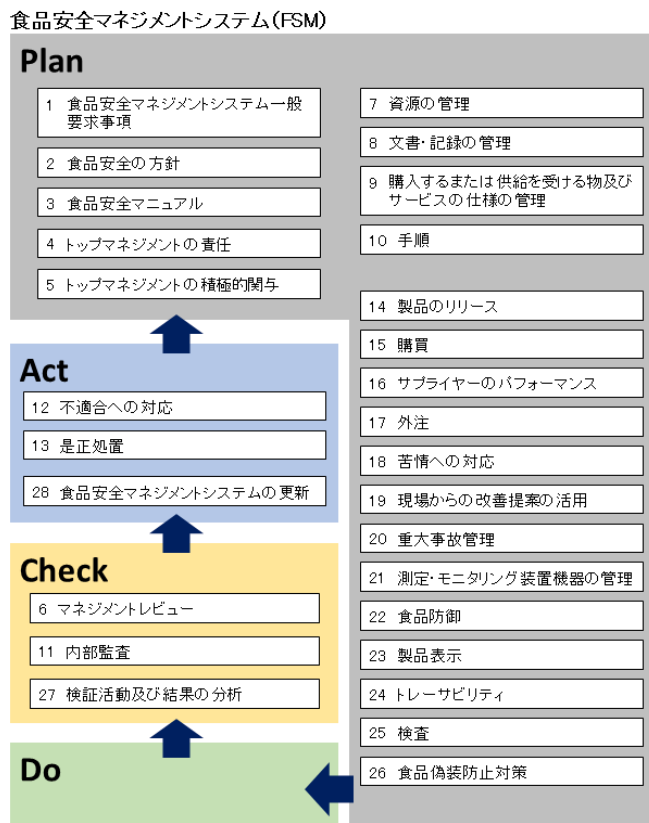 食品安全マネジメントシステム(FSM)
Plan
1 食品安全マネジメントシステム一般
要求事項
2 食品安全の方針
3 食品安全マニュアル
4 トップマネジメントの責任
5 トップマネジメントの積極的関与
7 資源の管理
8 文書・記録の管理
9 購入するまたは供給を受ける物及び
サービスの仕様の管理
10 手順
14 製品のリリース
15 購買
16 サプライヤーのパフォーマンス
17 外注
18 苦情への対応
19 現場からの改善提案の活用
20 重大事故管理
21 測定・モニタリング装置機器の管理
22 食品防御
23 製品表示
24 トレーサビリティ
25 検査
26 食品偽装防止対策
Act
12 不適合への対応
13 是正処置
28 食品安全マネジメントシステムの更新
Check
6 マネジメントレビュー
11 内部監査
27 検証活動及び結果の分析
Do